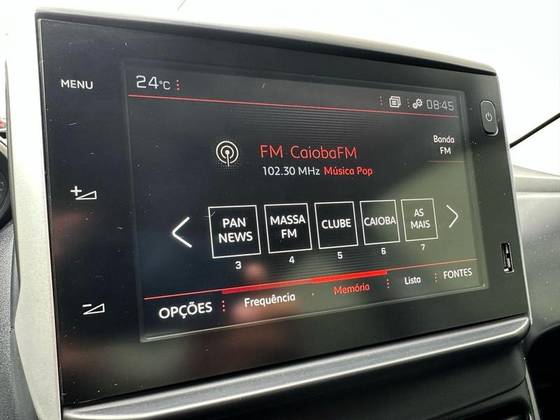 MENU
24°C
08:45
FM CaiobaFM
Banda
FM
102.30 MHz Música Pop
PAN
NEWS
MASSA
FM
CLUBE
CAIOBA
AS
MAIS
3
4
5
6
7
OPÇÕES
Frequência
Memória
Lista
FONTES